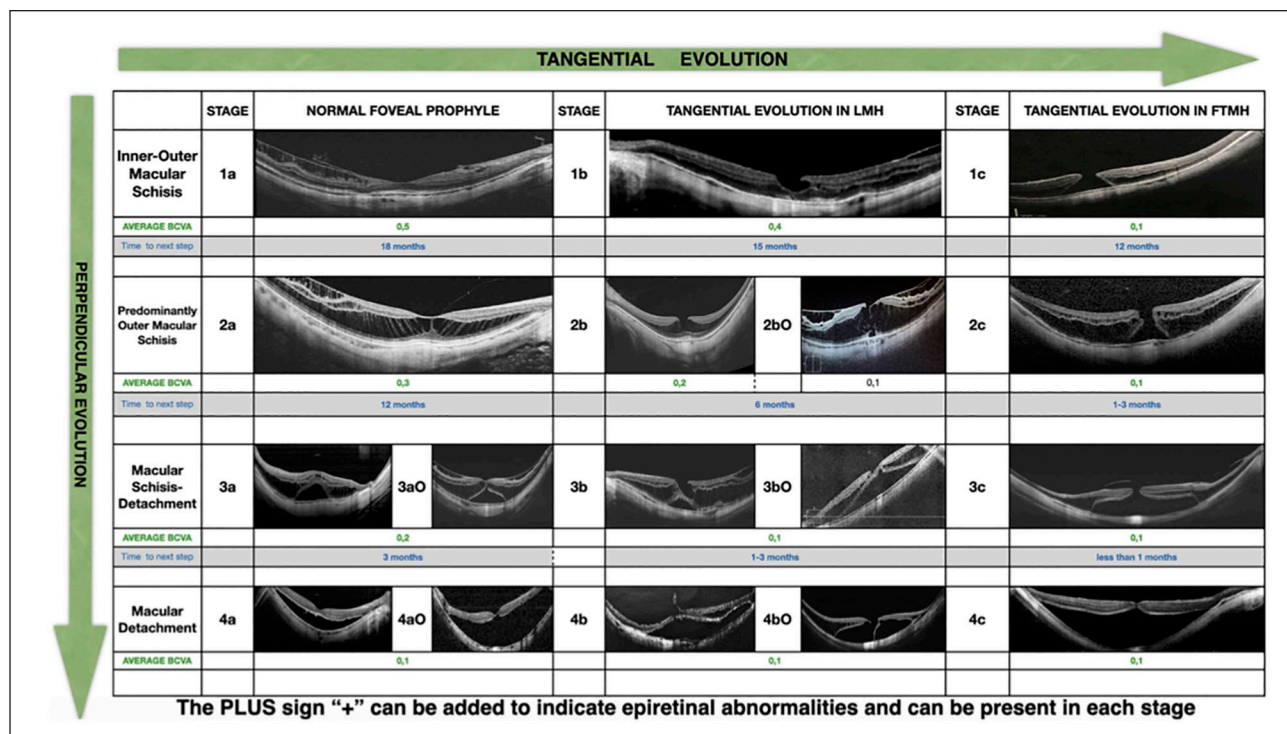 TANGENTIAL EVOLUTION
PERPENDICULAR EVOLUTION
STAGE NORMAL FOVEAL PROPHYLE STAGE TANGENTIAL EVOLUTION IN LMH STAGE TANGENTIAL EVOLUTION IN FTMH
Inner-Outer
Macular
Schisis
1a 1b 1c
AVERAGE BCVA 0,5 0,4 0,1
Time to next step 18 months 15 months 12 months
Predominantly
Outer Macular
Schisis
2a 2b 2bO 2c
AVERAGE BCVA 0,3 0,2 0,1 0,1
Time to next step 12 months 6 months 1-3 months
Macular
Schisis-
Detachment
3a 3aO 3b 3bO 3c
AVERAGE BCVA 0,2 0,1 0,1
Time to next step 3 months 1-3 months less than 1 months
Macular
Detachment
4a 4aO 4b 4bO 4c
AVERAGE BCVA 0,1 0,1 0,1
The PLUS sign “+” can be added to indicate epiretinal abnormalities and can be present in each stage